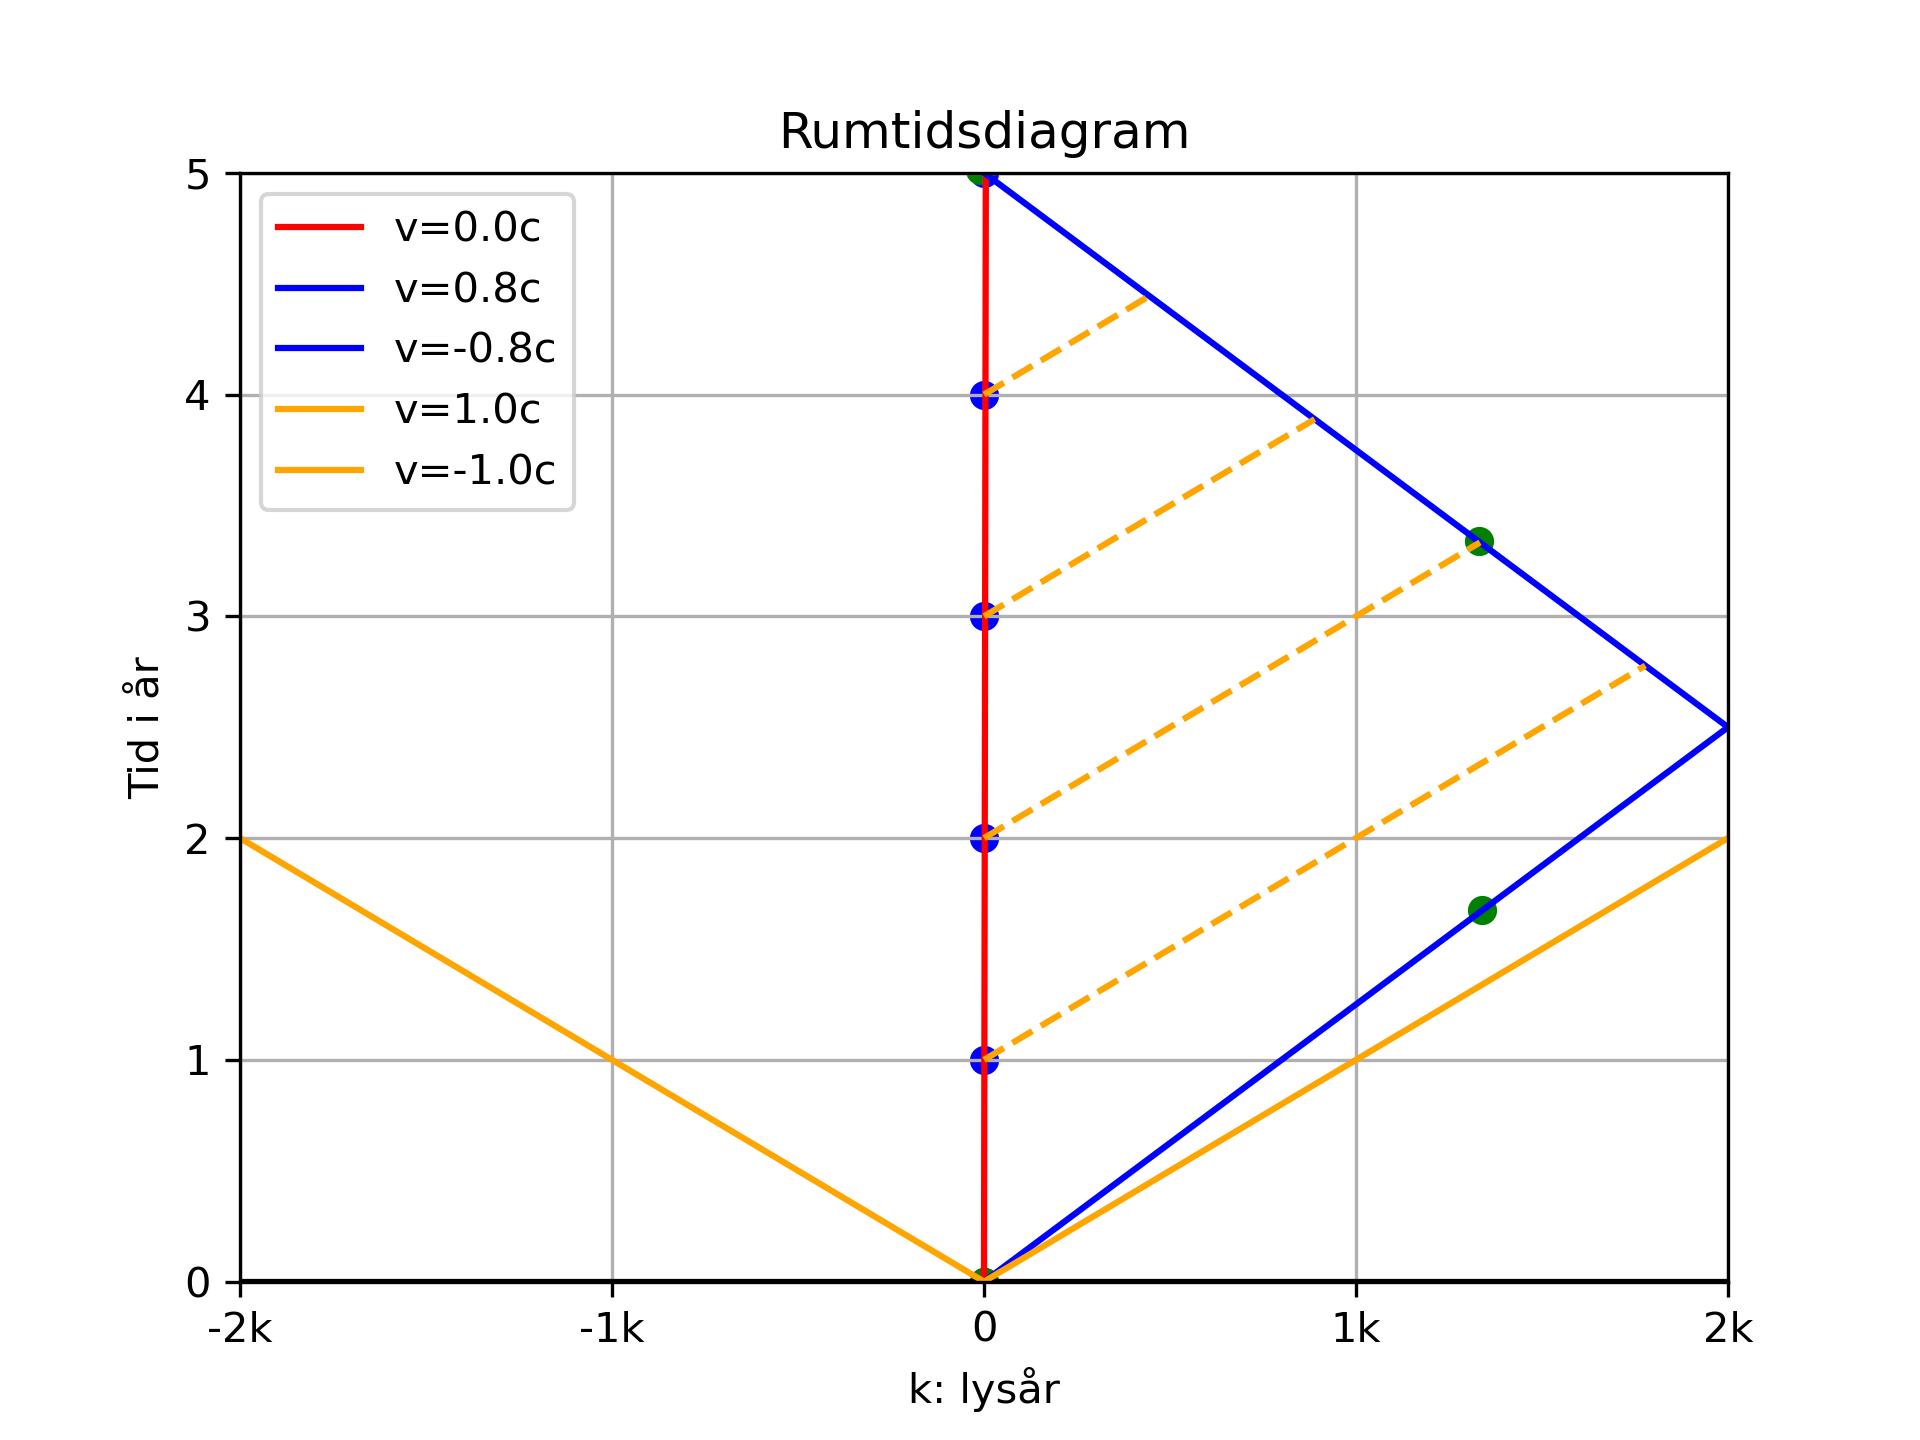 Rumtidsdiagram
5
4
3
2
1
0
Tid i år
v=0.0c
v=0.8c
v=-0.8c
v=1.0c
v=-1.0c
-2k -1k 0 1k 2k
k: lysår